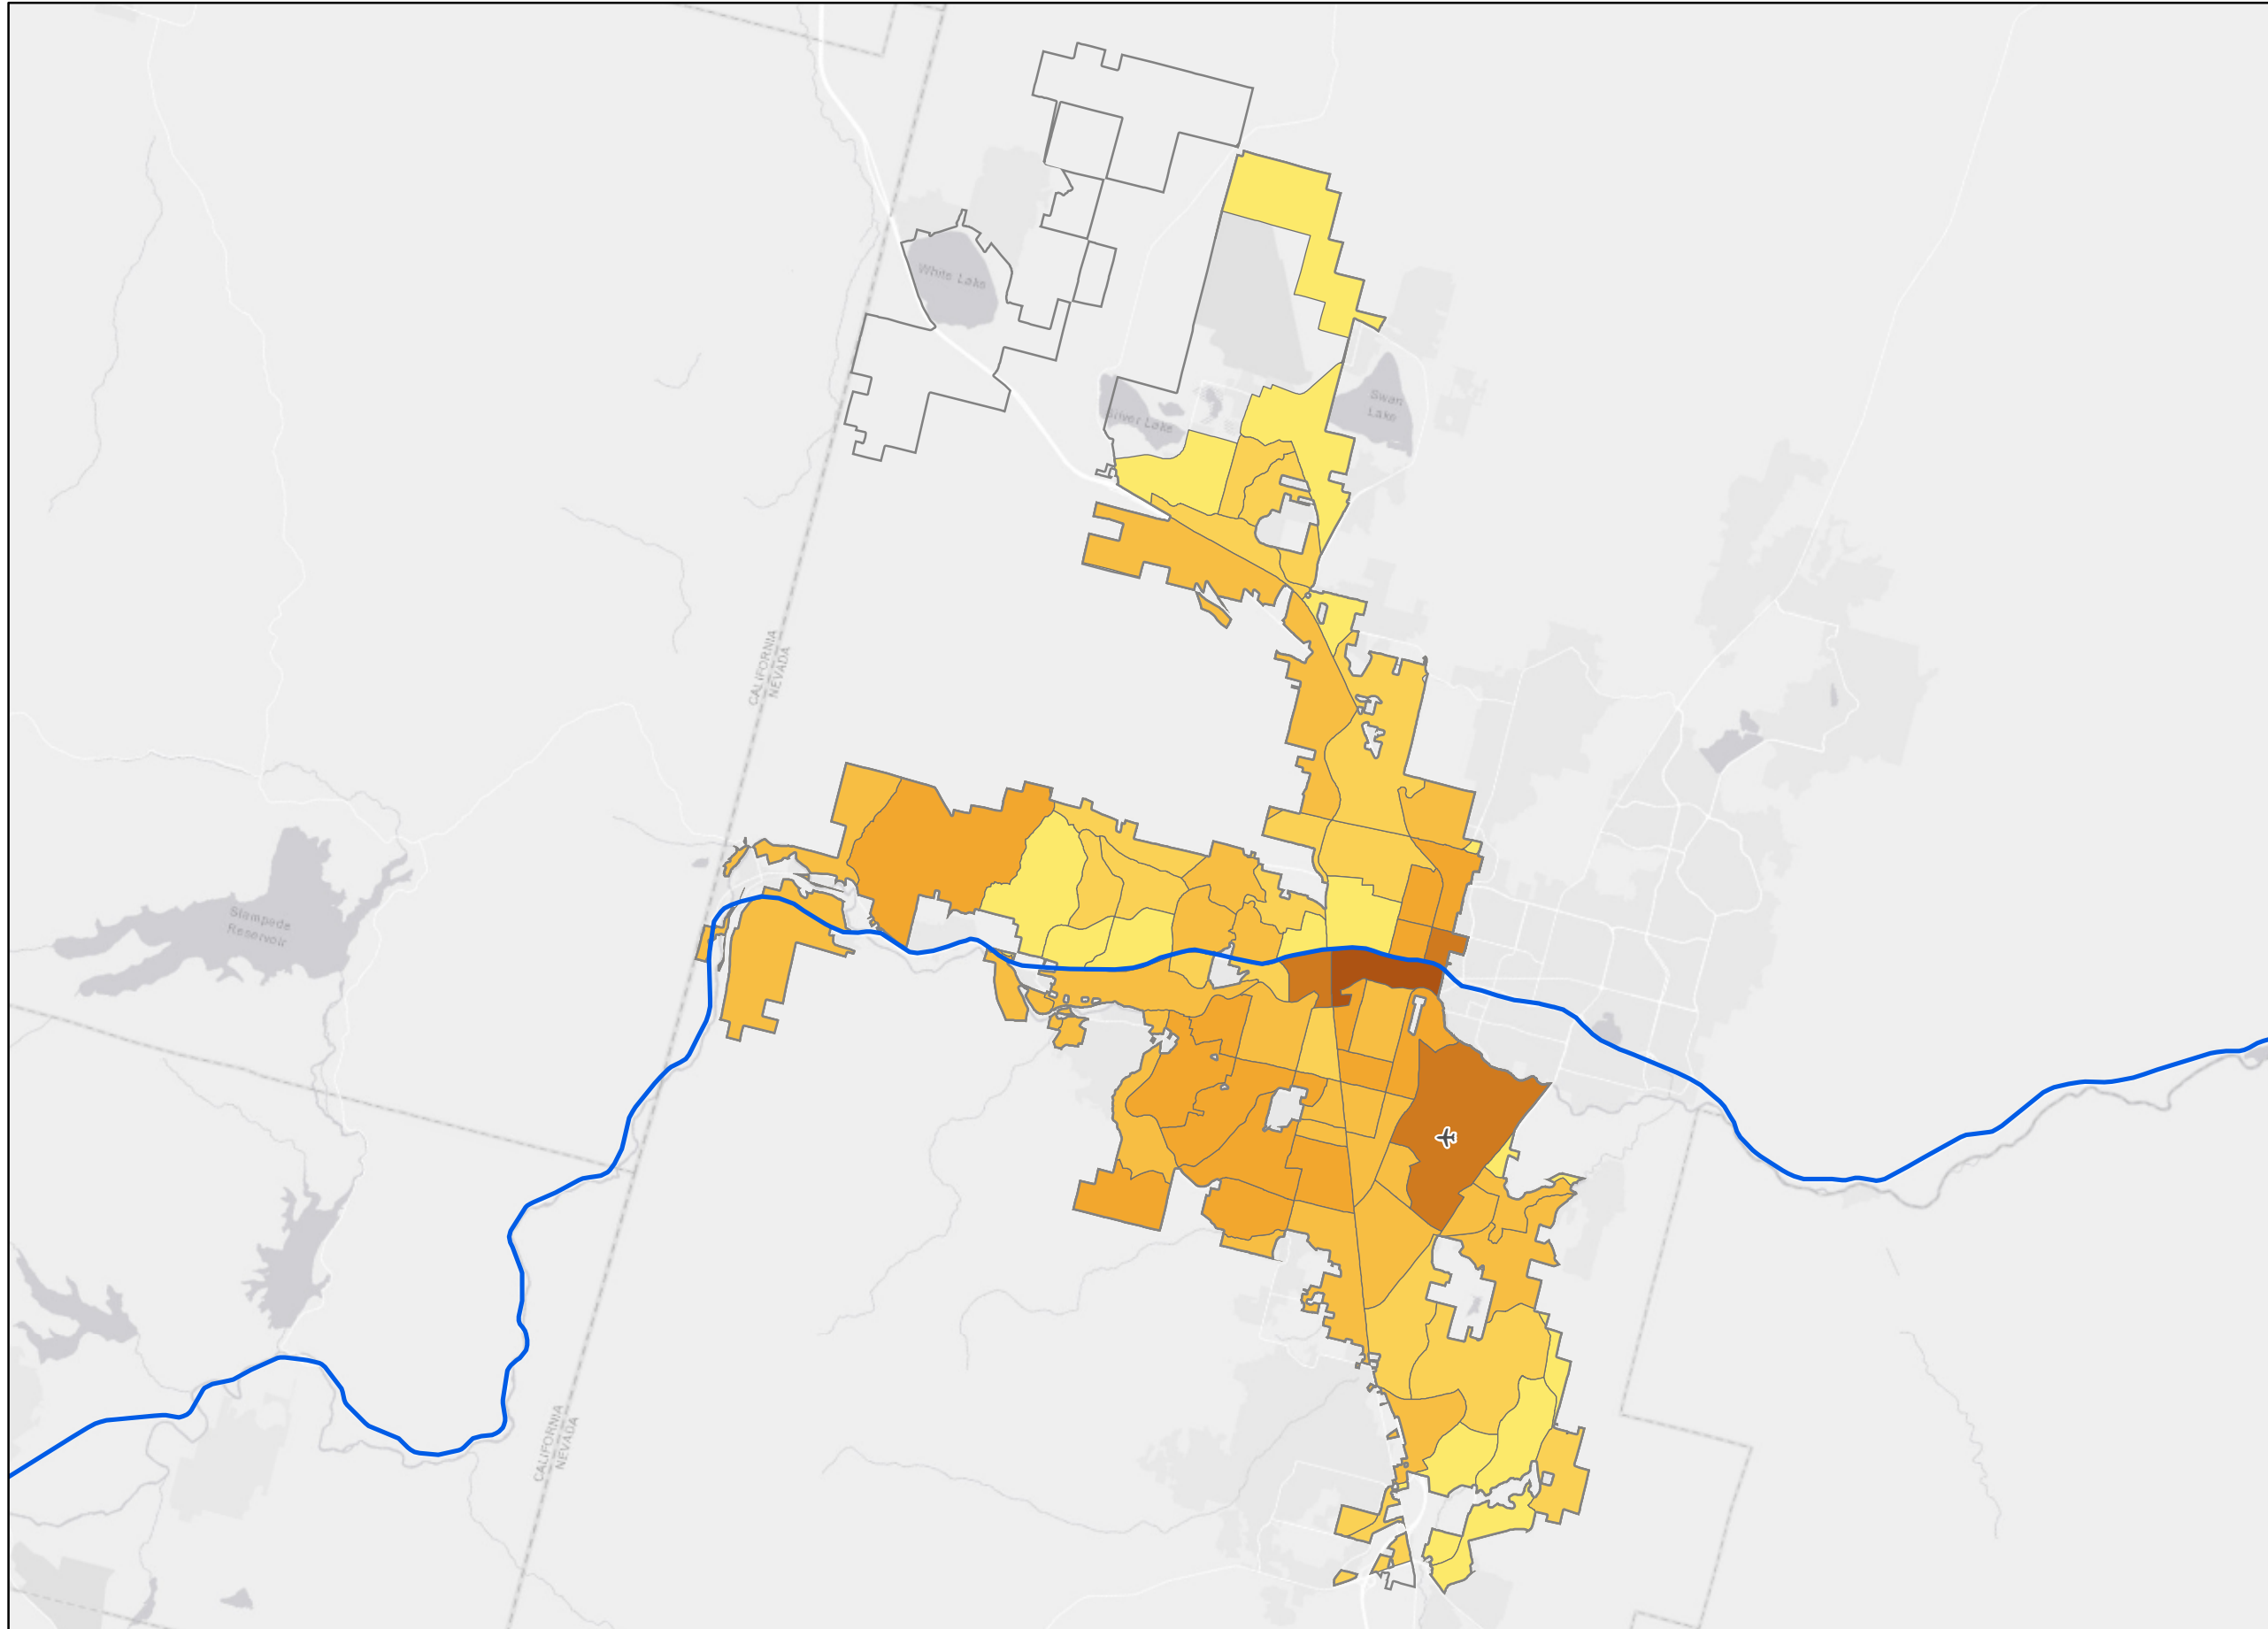 White Lake
Silver Lake
Swan
Lake
CALIFORNIA
NEVADA
Stampede
Reservoir
CALIFORNIA
NEVADA